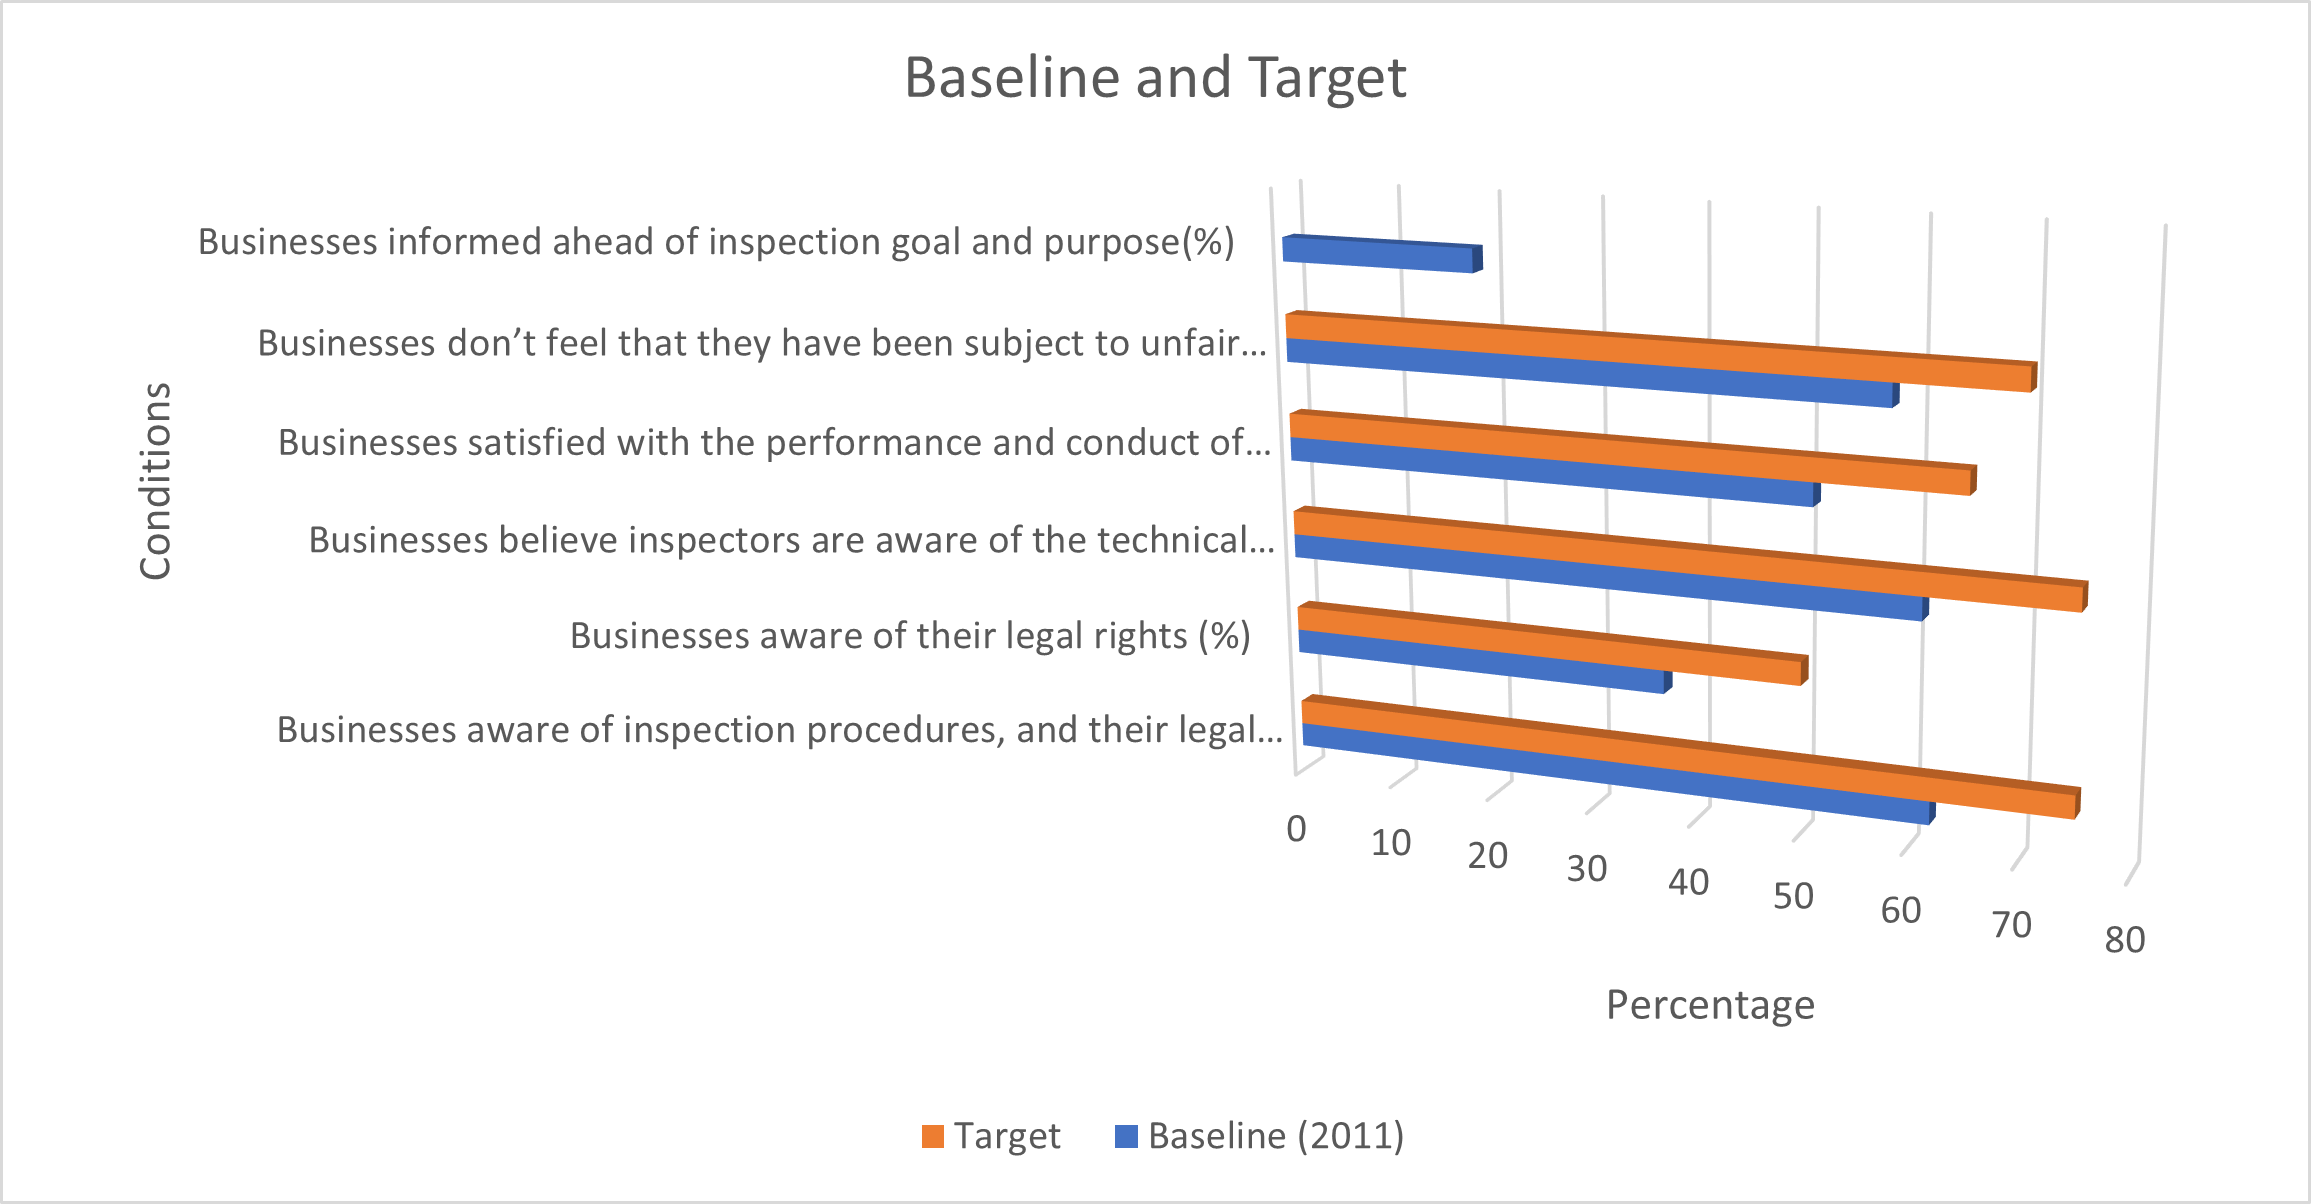 Baseline and Target
Businesses informed ahead of inspection goal and purpose(%)
Businesses don’t feel that they have been subject to unfair...
Businesses satisfied with the performance and conduct of...
Businesses believe inspectors are aware of the technical...
Businesses aware of their legal rights (%)
Businesses aware of inspection procedures, and their legal...
Conditions
0
10
20
30
40
50
60
70
80
Percentage
Target
Baseline (2011)